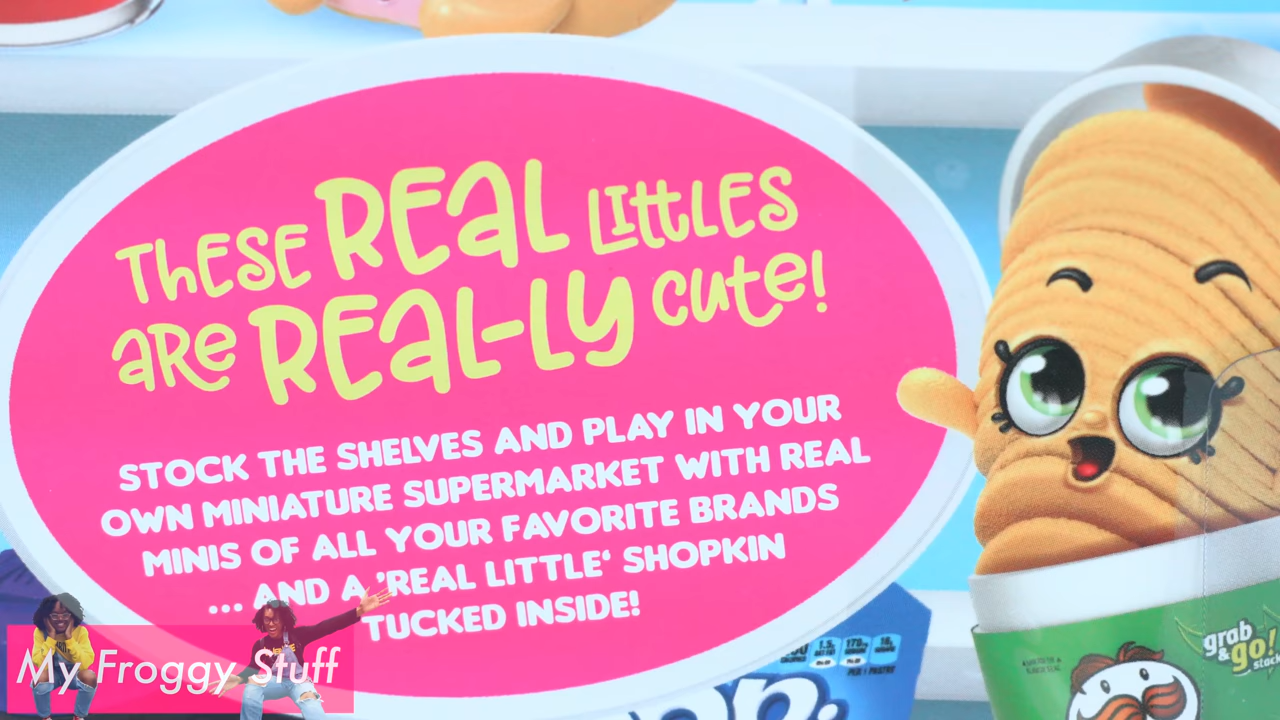 ThESE REAL LIttLES
aRe REAL-Ly cute!
STOCK THE SHELVES AND PLAY IN YOUR
OWN MINIATURE SUPERMARKET WITH REAL
MINIS OF ALL YOUR FAVORITE BRANDS
... AND A 'REAL LITTLE' SHOPKIN
TUCKED INSIDE!
My Froggy Stuff
grab
& go!
stack